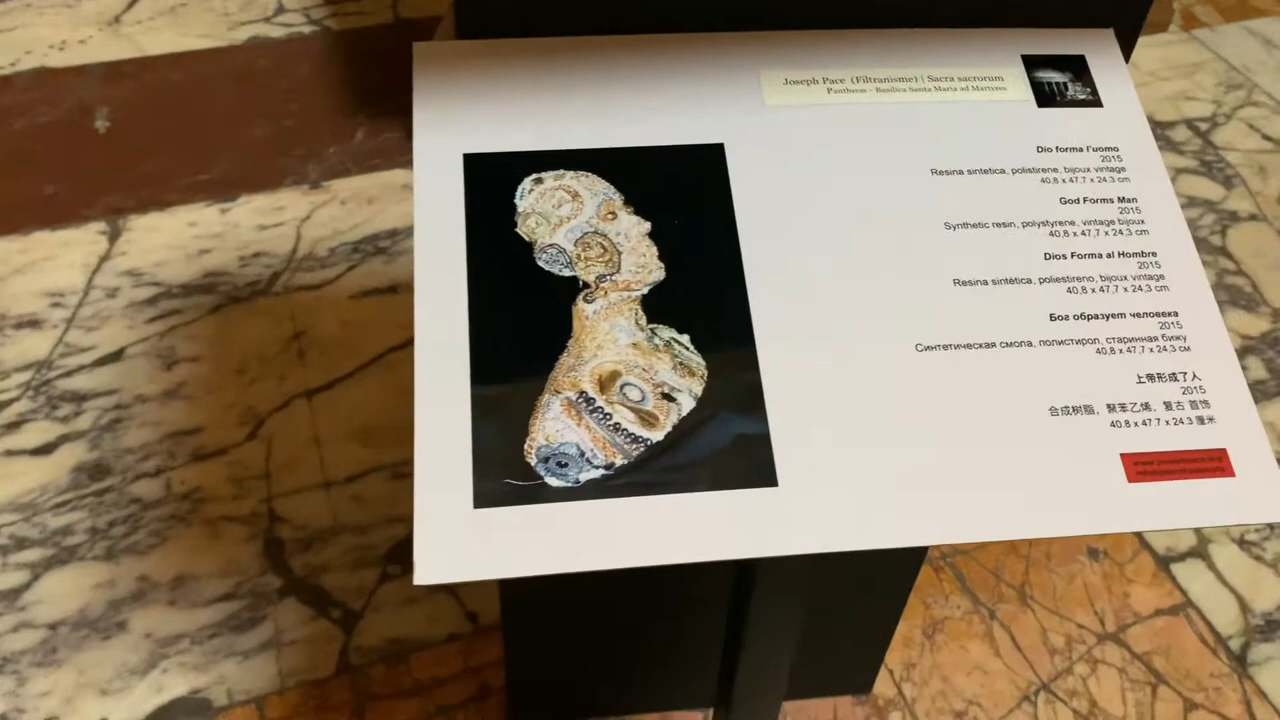 Joseph Pace (Filtranisme) | Sacra sacrorum
Pantheon - Basilica Santa Maria ad Martyres
Dio forma l'uomo
2015
Resina sintetica, polistirene, bijoux vintage
40,8 x 47,7 x 24,3 cm
God Forms Man
2015
Synthetic resin, polystyrene, vintage bijoux
40,8 x 47,7 x 24,3 cm
Dios Forma al Hombre
2015
Resina sintètica, poliestireno, bijoux vintage
40,8 x 47,7 x 24,3 cm
Бог образует человека
2015
Синтетическая смола, полистирол, старинная бижу
40,8 x 47,7 x 24,3 см
上帝形成了人
2015
合成树脂，聚苯乙烯，复古 首饰
40.8 x 47.7 x 24.3 厘米